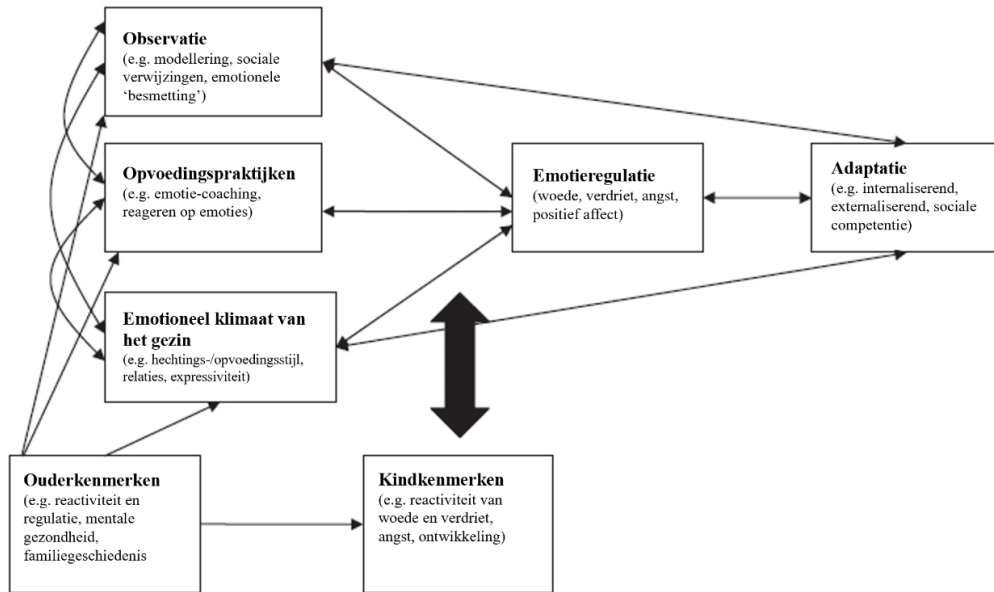 Observatie
(e.g. modellering, sociale
verwijzingen, emotionele
‘besmetting’)
Opvoedingspraktijken
(e.g. emotie-coaching,
reageren op emoties)
Emotioneel klimaat van
het gezin
(e.g. hechtings-/opvoedingsstijl,
relaties, expressiviteit)
Emotieregulatie
(woede, verdriet, angst,
positief affect)
Adaptatie
(e.g. internaliserend,
externaliserend, sociale
competentie)
Ouderkenmerken
(e.g. reactiviteit en
regulatie, mentale
gezondheid,
familiegeschiedenis
Kindkenmerken
(e.g. reactiviteit van
woede en verdriet,
angst, ontwikkeling)